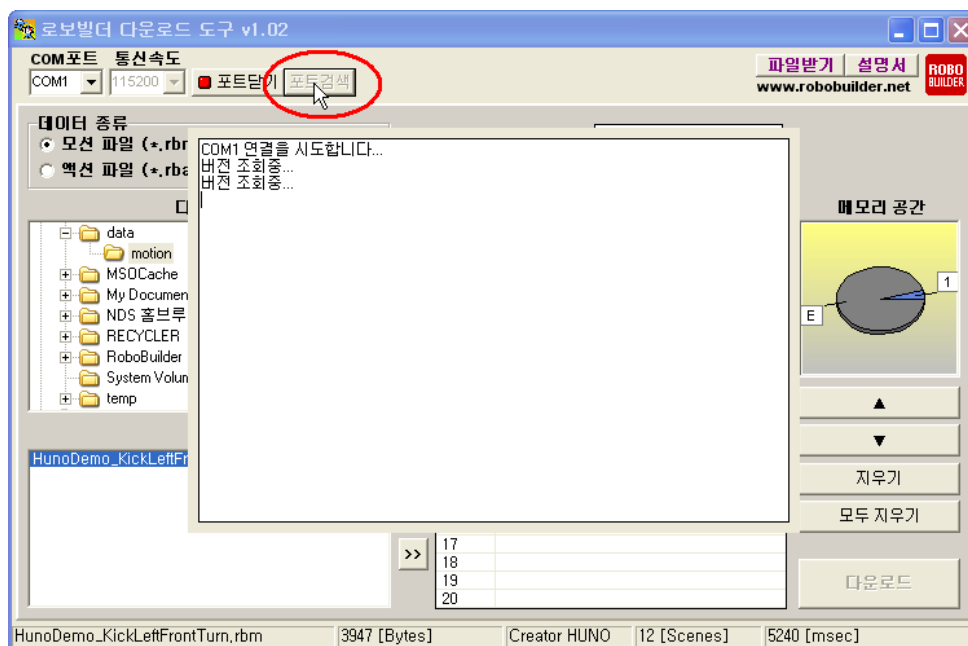 로보빌더 다운로드 도구 v1.02
COM포트 통신속도
COM1 115200 포트닫기 포트검색
파일받기 설명서
www.robobuilder.net
ROBO
BUILDER
데이터 종류
모션 파일 (*.rbm
액션 파일 (*.rba
COM1 연결을 시도합니다...
버전 조회중...
버전 조회중...
메모리 공간
data
motion
MSOCache
My Documen
NDS 홈브루
RECYCLER
RoboBuilder
System Volun
temp
1
E
▲
▼
HunoDemo_KickLeftFr
지우기
모두 지우기
>>
17
18
19
20
다운로드
HunoDemo_KickLeftFrontTurn.rbm 3947 [Bytes] Creator HUNO 12 [Scenes] 5240 [msec]